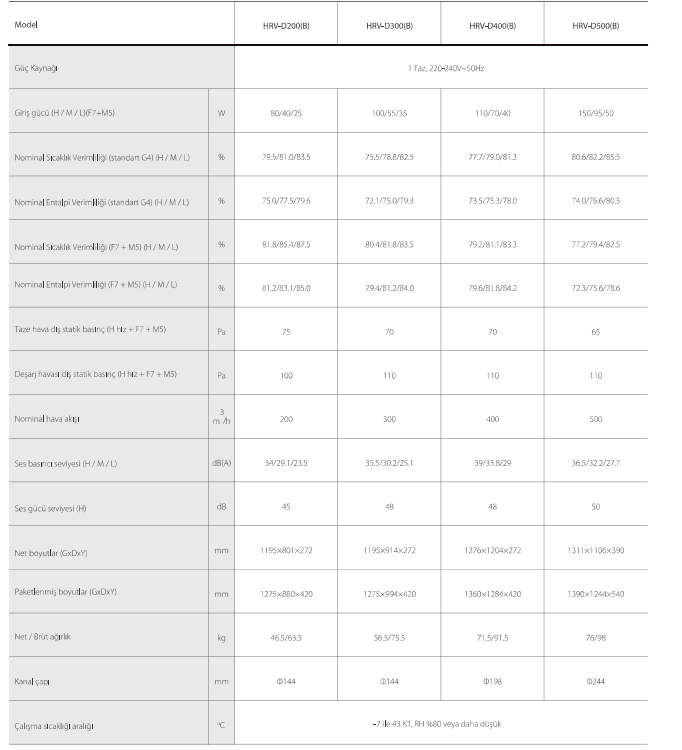 Model HRV-D200(B) HRV-D300(B) HRV-D400(B) HRV-D500(B)
Güç Kaynağı 1 Faz, 220-240V~50Hz
Giriş gücü (H / M / L)(F7+M5) W 80/40/25 100/55/35 110/70/40 150/95/50
Nominal Sıcaklık Verimliliği (standart G4) (H / M / L) % 79.5/81.0/83.5 75.5/78.8/82.5 77.7/79.0/81.3 80.6/82.2/85.5
Nominal Entalpi Verimliliği (standart G4) (H / M / L) % 75.0/77.5/79.6 72.1/75.0/79.3 73.5/75.3/78.0 74.0/76.6/80.5
Nominal Sıcaklık Verimliliği (F7 + M5) (H / M / L) % 81.8/85.4/87.5 80.4/81.8/83.5 79.2/81.1/83.3 77.2/79.4/82.5
Nominal Entalpi Verimliliği (F7 + M5) (H / M / L) % 81.2/83.1/85.0 79.4/81.2/84.0 79.6/81.8/84.2 72.3/75.6/78.6
Taze hava dış statik basınç (H hız + F7 + M5) Pa 75 70 70 65
Deşarj havası dış statik basınç (H hız + F7 + M5) Pa 100 110 110 110
Nominal hava akışı m3/h 200 300 400 500
Ses basıncı seviyesi (H / M / L) dB(A) 34/29.1/23.5 35.5/30.2/25.1 39/33.8/29 36.5/32.2/27.7
Ses gücü seviyesi (H) dB 45 48 48 50
Net boyutlar (GxDxY) mm 1195×801×272 1195×914×272 1276×1204×272 1311×1106×390
Paketlenmiş boyutlar (GxDxY) mm 1275×880×420 1275×994×420 1360×1284×420 1390×1244×540
Net / Brüt ağırlık kg 46.5/63.5 56.5/75.5 71.5/91.5 76/98
Kanal çapı mm Φ144 Φ144 Φ198 Φ244
Çalışma sıcaklığı aralığı °C -7 ile 43 KT, RH %80 veya daha düşük